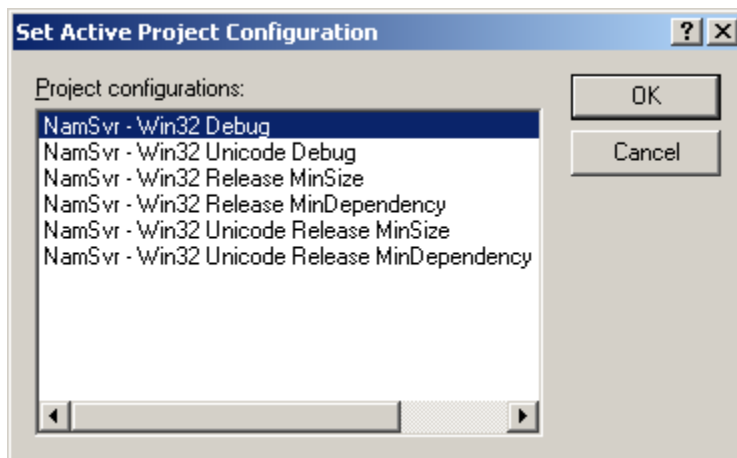 Set Active Project Configuration
Project configurations:
NamSvr - Win32 Debug
NamSvr - Win32 Unicode Debug
NamSvr - Win32 Release MinSize
NamSvr - Win32 Release MinDependency
NamSvr - Win32 Unicode Release MinSize
NamSvr - Win32 Unicode Release MinDependency
OK
Cancel